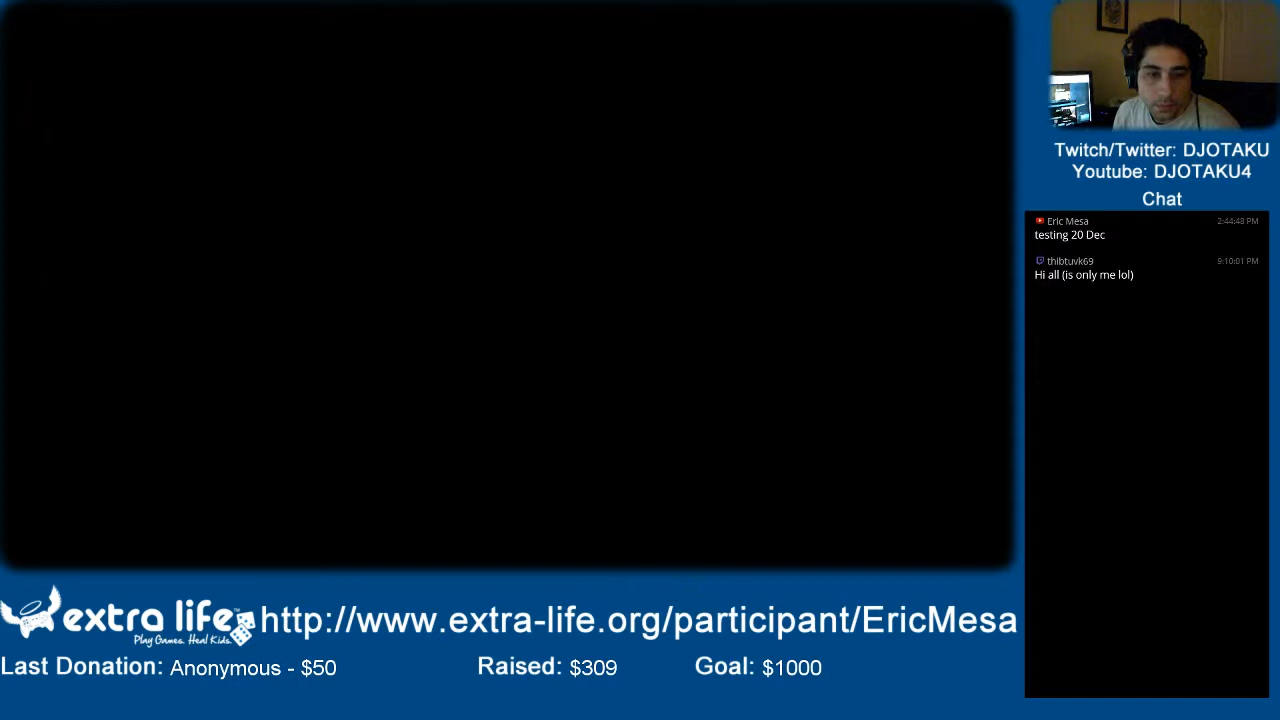 Twitch/Twitter: DJOTAKU
Youtube: DJOTAKU4
Chat
Eric Mesa 2:44:48 PM
testing 20 Dec
thibtuvk69 9:10:01 PM
Hi all (is only me lol)
extra life
Play Games. Heal Kids.
http://www.extra-life.org/participant/EricMesa
Last Donation: Anonymous - $50 Raised: $309 Goal: $1000